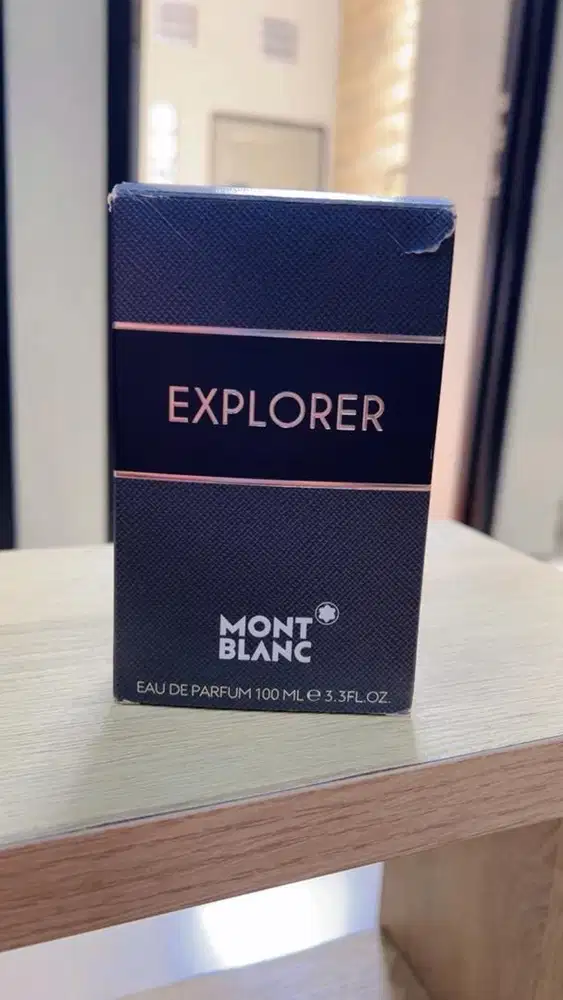 EXPLORER
MONT
BLANC
EAU DE PARFUM 100 ML ℮ 3.3FL.OZ.